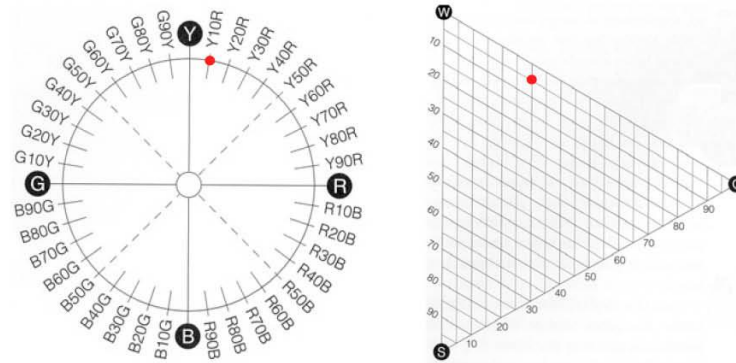 Y
Y10R
Y20R
Y30R
Y40R
Y50R
Y60R
Y70R
Y80R
Y90R
R
R10B
R20B
R30B
R40B
R50B
R60B
R70B
R80B
R90B
B
B10G
B20G
B30G
B40G
B50G
B60G
B70G
B80G
B90G
G
G10Y
G20Y
G30Y
G40Y
G50Y
G60Y
G70Y
G80Y
G90Y
W
10
20
30
40
50
60
70
80
90
S
10
20
30
40
50
60
70
80
90
C